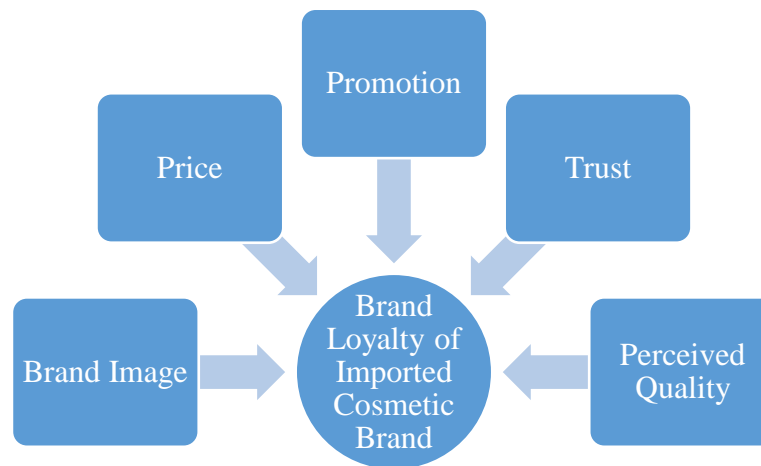 Promotion
Price
Trust
Brand Image
Brand
Loyalty of
Imported
Cosmetic
Brand
Perceived
Quality